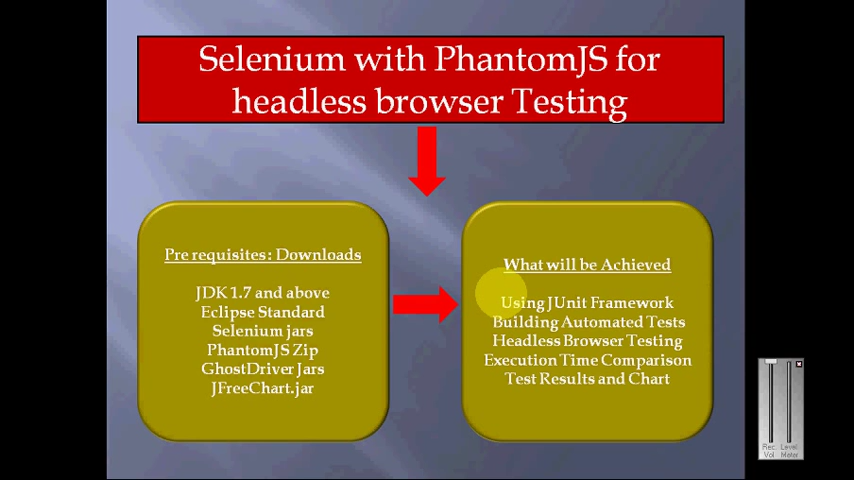 Selenium with PhantomJS for
headless browser Testing
Pre requisites : Downloads
JDK 1.7 and above
Eclipse Standard
Selenium jars
PhantomJS Zip
GhostDriver Jars
JFreeChart.jar
What will be Achieved
Using JUnit Framework
Building Automated Tests
Headless Browser Testing
Execution Time Comparison
Test Results and Chart
Rec. Level
Vol Meter